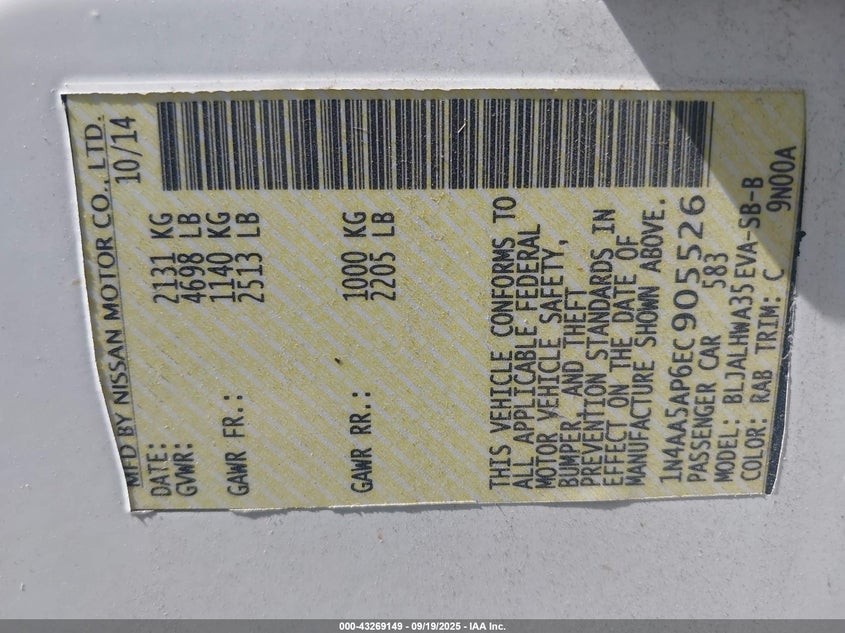 MFD BY NISSAN MOTOR CO., LTD.
DATE: 10/14
GVWR: 2131 KG
4698 LB
GAWR FR.: 1140 KG
2513 LB
GAWR RR.: 1000 KG
2205 LB
THIS VEHICLE CONFORMS TO
ALL APPLICABLE FEDERAL
MOTOR VEHICLE SAFETY,
BUMPER, AND THEFT
PREVENTION STANDARDS IN
EFFECT ON THE DATE OF
MANUFACTURE SHOWN ABOVE.
1N4AA5AP6EC905526
PASSENGER CAR 583
MODEL: BLJALHWA35EVA-SB-B
COLOR: RAB TRIM: C 9N00A
000-43269149 - 09/19/2025 - IAA Inc.